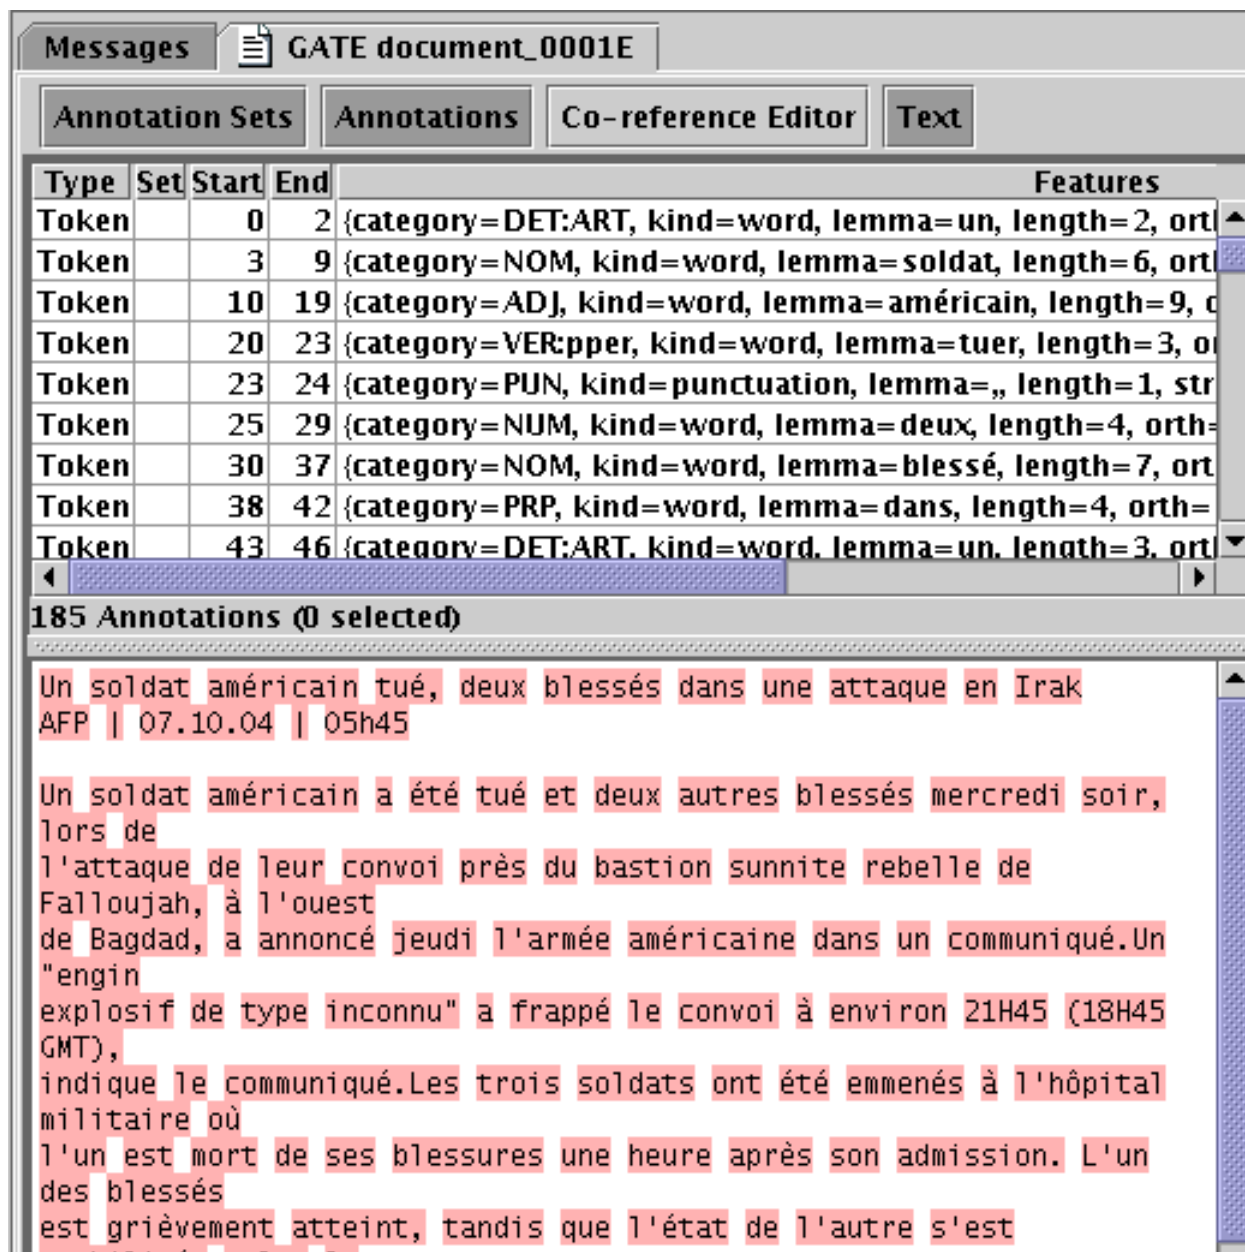 Messages GATE document_0001E
Annotation Sets Annotations Co-reference Editor Text
Type Set Start End Features
Token 0 2 {category=DET:ART, kind=word, lemma=un, length=2, ort
Token 3 9 {category=NOM, kind=word, lemma=soldat, length=6, ort
Token 10 19 {category=ADJ, kind=word, lemma=américain, length=9,
Token 20 23 {category=VER:pper, kind=word, lemma=tuer, length=3, o
Token 23 24 {category=PUN, kind=punctuation, lemma=,, length=1, str
Token 25 29 {category=NUM, kind=word, lemma=deux, length=4, orth=
Token 30 37 {category=NOM, kind=word, lemma=blessé, length=7, ort
Token 38 42 {category=PRP, kind=word, lemma=dans, length=4, orth=
Token 43 46 {category=DET:ART, kind=word, lemma=un, length=3, ort
185 Annotations (0 selected)
Un soldat américain tué, deux blessés dans une attaque en Irak
AFP | 07.10.04 | 05h45
Un soldat américain a été tué et deux autres blessés mercredi soir,
lors de
l'attaque de leur convoi près du bastion sunnite rebelle de
Falloujah, à l'ouest
de Bagdad, a annoncé jeudi l'armée américaine dans un communiqué.Un
"engin
explosif de type inconnu" a frappé le convoi à environ 21H45 (18H45
GMT),
indique le communiqué.Les trois soldats ont été emmenés à l'hôpital
militaire où
l'un est mort de ses blessures une heure après son admission. L'un
des blessés
est grièvement atteint, tandis que l'état de l'autre s'est